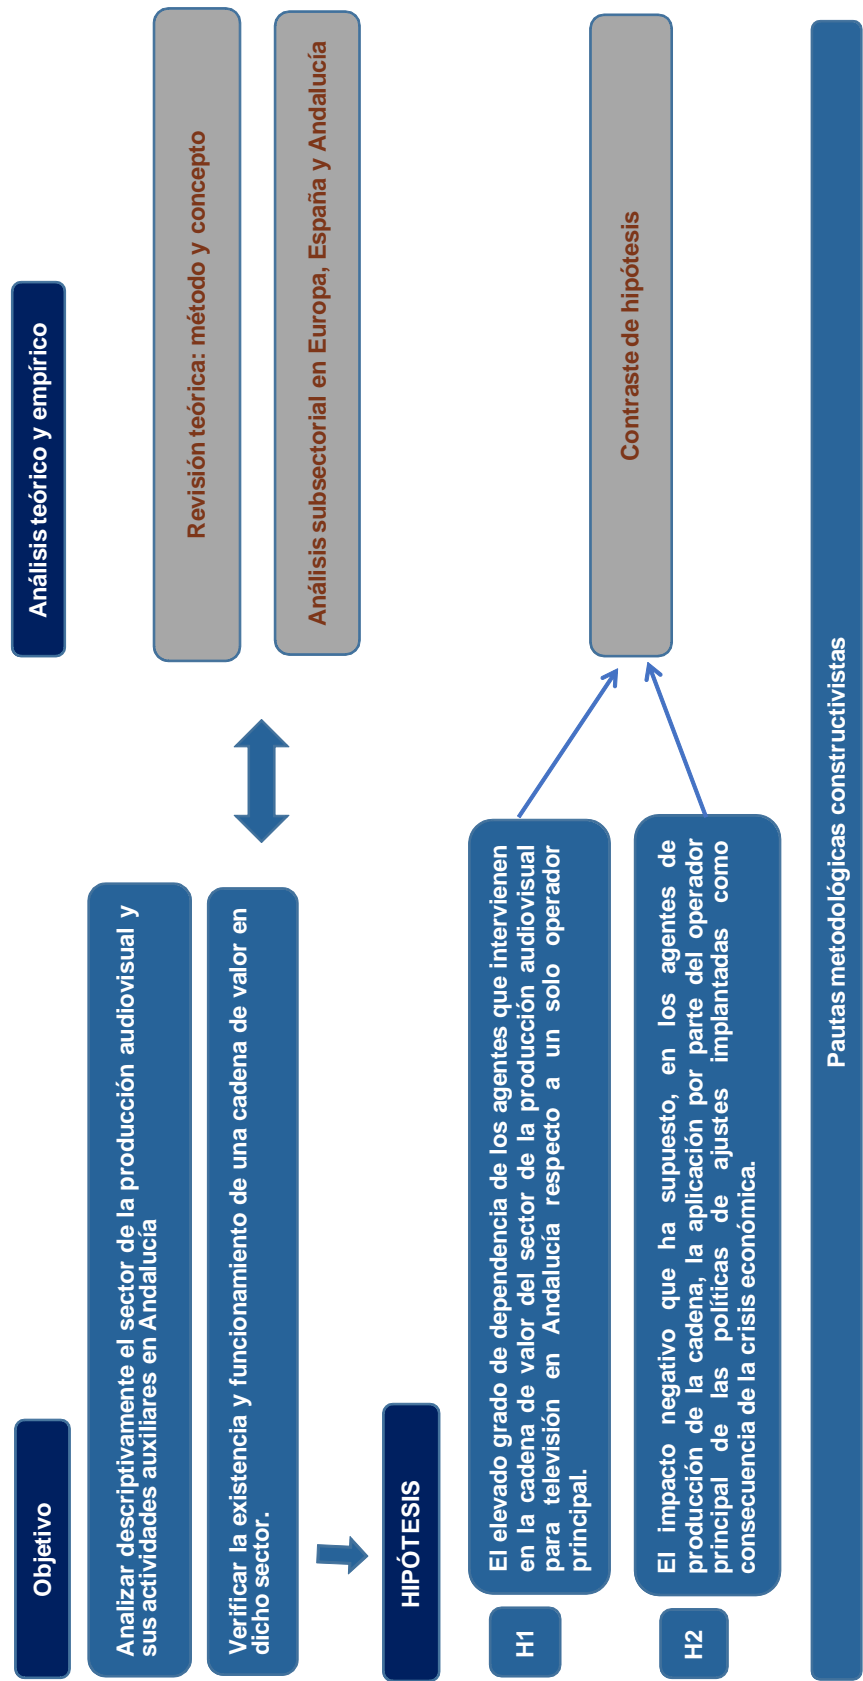 Objetivo
Análisis teórico y empírico
Analizar descriptivamente el sector de la producción audiovisual y
sus actividades auxiliares en Andalucía
Verificar la existencia y funcionamiento de una cadena de valor en
dicho sector.
Revisión teórica: método y concepto
Análisis subsectorial en Europa, España y Andalucía
HIPÓTESIS
H1
El elevado grado de dependencia de los agentes que intervienen
en la cadena de valor del sector de la producción audiovisual
para televisión en Andalucía respecto a un solo operador
principal.
H2
El impacto negativo que ha supuesto, en los agentes de
producción de la cadena, la aplicación por parte del operador
principal de las políticas de ajustes implantadas como
consecuencia de la crisis económica.
Contraste de hipótesis
Pautas metodológicas constructivistas